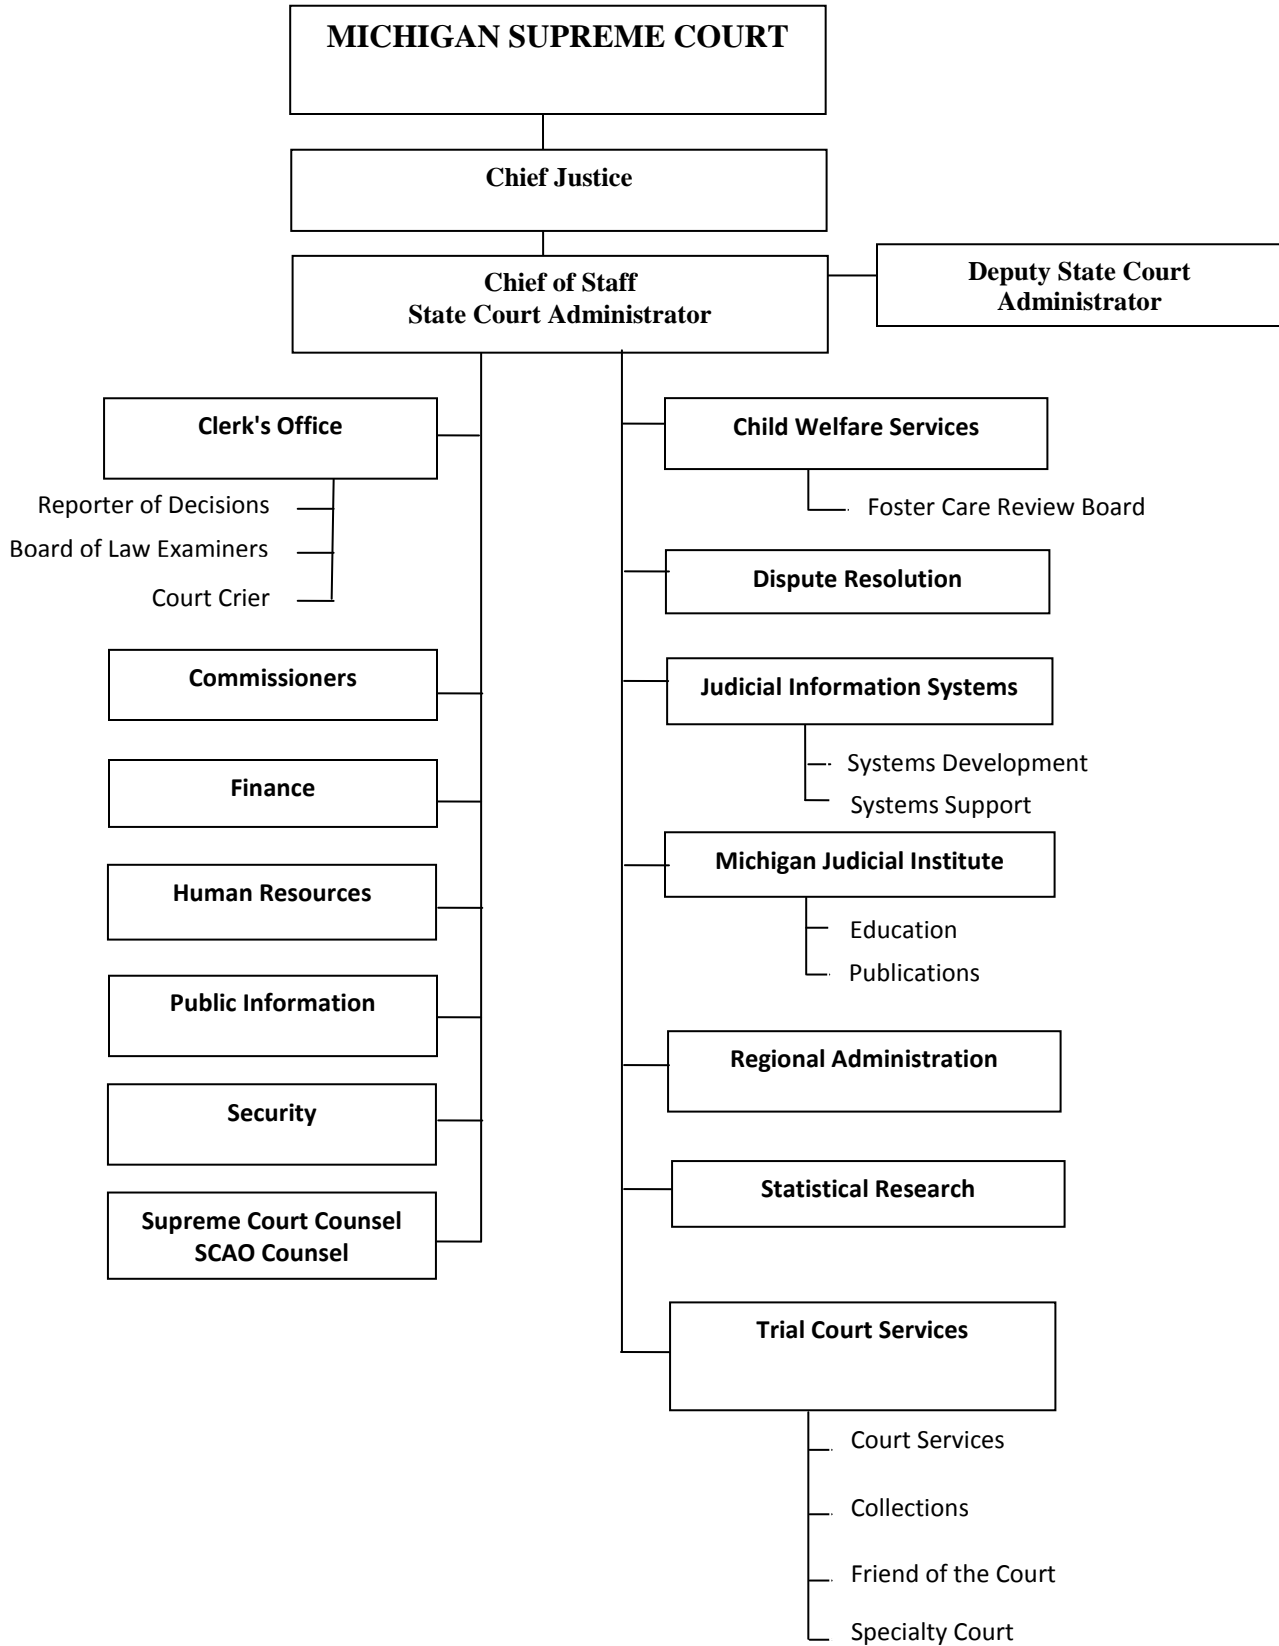 MICHIGAN SUPREME COURT
Chief Justice
Chief of Staff
State Court Administrator
Deputy State Court
Administrator
Clerk's Office
Reporter of Decisions
Board of Law Examiners
Court Crier
Commissioners
Finance
Human Resources
Public Information
Security
Supreme Court Counsel
SCAO Counsel
Child Welfare Services
Foster Care Review Board
Dispute Resolution
Judicial Information Systems
Systems Development
Systems Support
Michigan Judicial Institute
Education
Publications
Regional Administration
Statistical Research
Trial Court Services
Court Services
Collections
Friend of the Court
Specialty Court